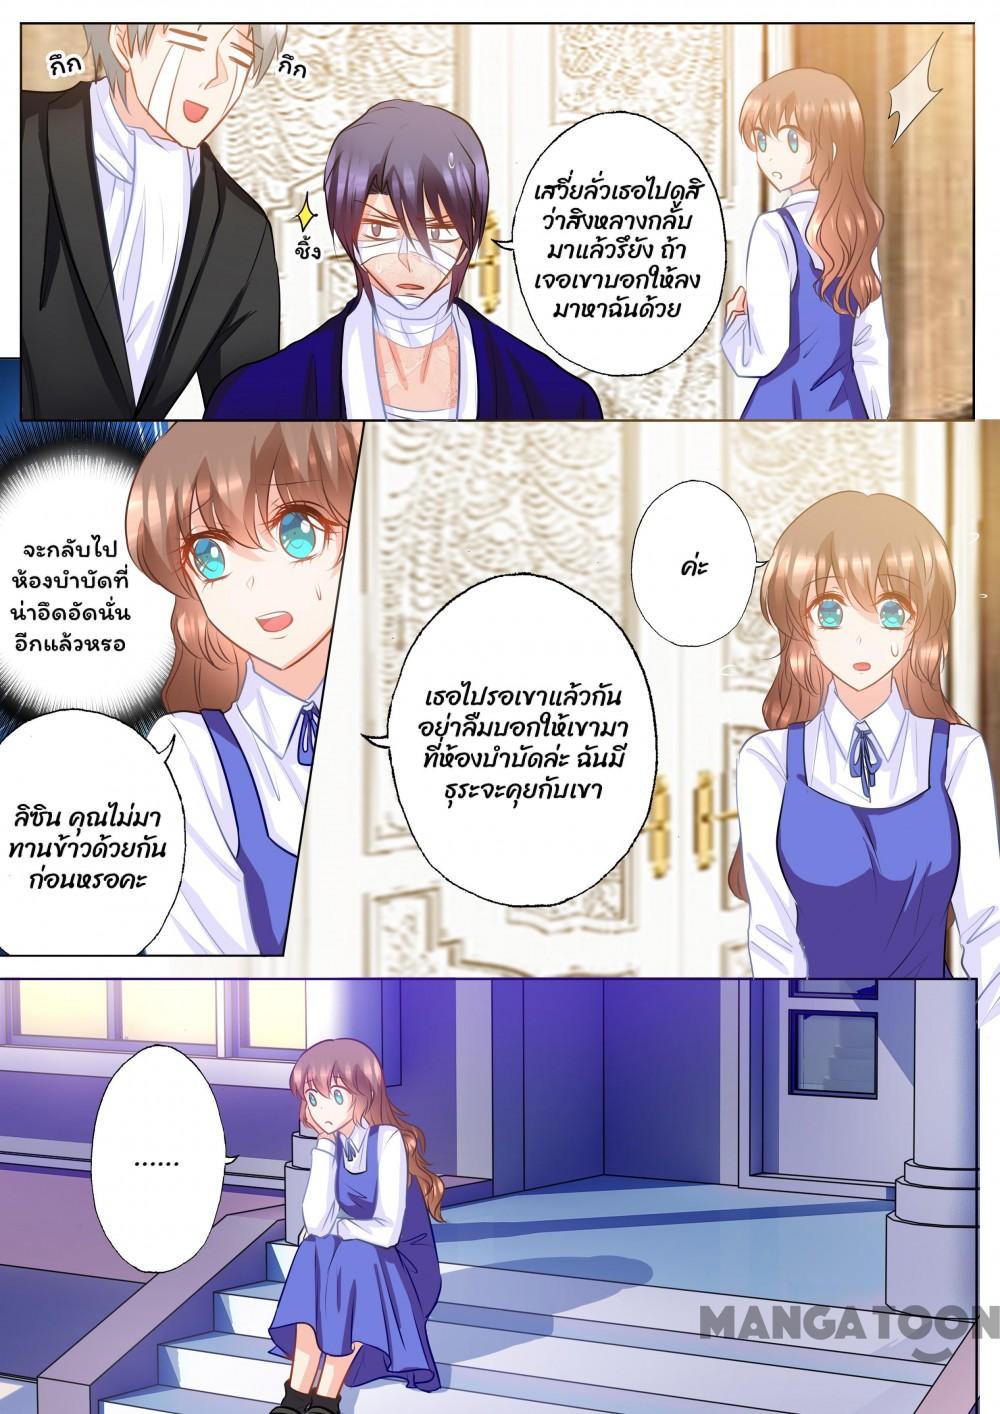 กึก
กึก
ชิ้ง
เสวี่ยลั่วเธอไปดูสิ
ว่าสิงหลางกลับ
มาแล้วรึยัง ถ้า
เจอเขาบอกให้ลง
มาหาฉันด้วย
จะกลับไป
ห้องบำบัดที่
น่าอึดอัดนั่น
อีกแล้วหรอ
ลิซิน คุณไม่มา
ทานข้าวด้วยกัน
ก่อนหรอคะ
ค่ะ
เธอไปรอเขาแล้วกัน
อย่าลืมบอกให้เขามา
ที่ห้องบำบัดล่ะ ฉันมี
ธุระจะคุยกับเขา
......
MANGATOON